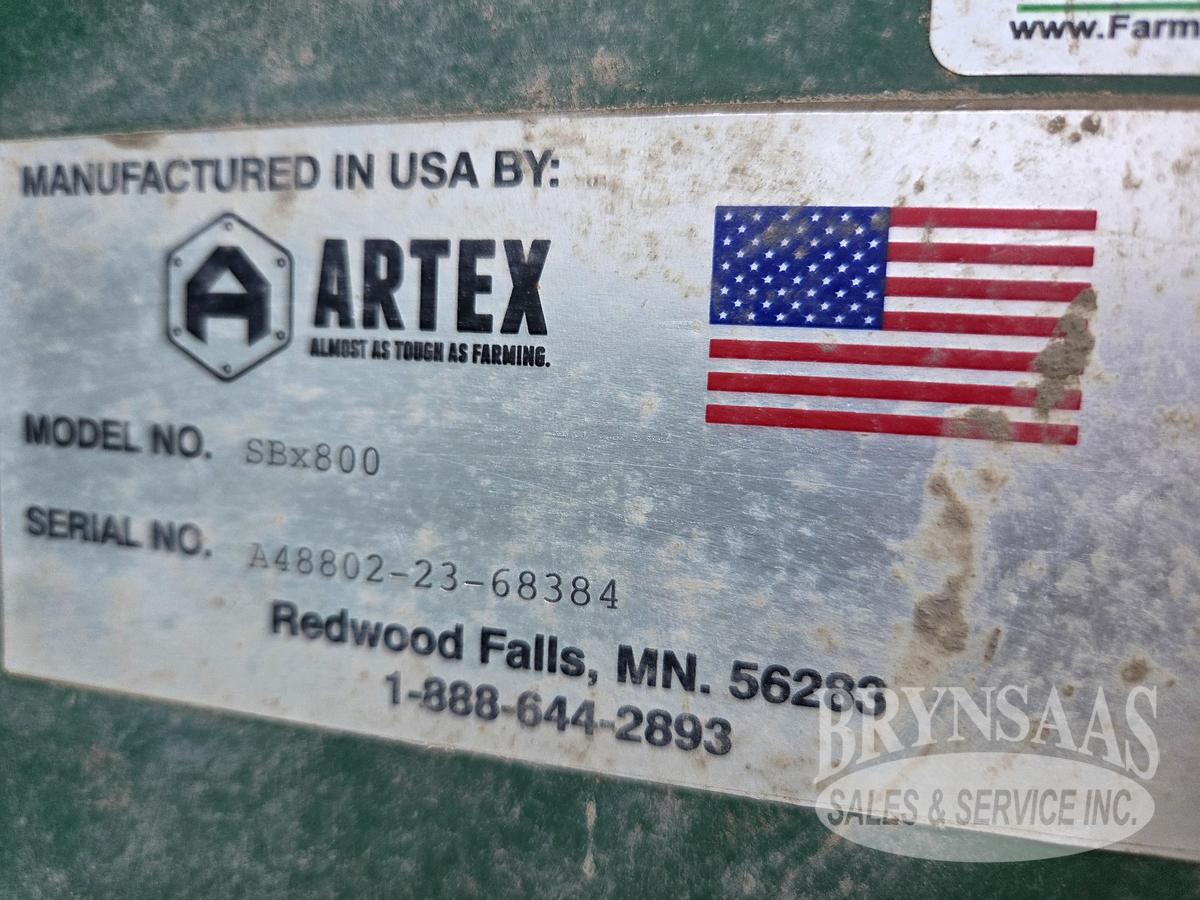 www.Farm
MANUFACTURED IN USA BY:
A ARTEX
ALMOST AS TOUGH AS FARMING.
MODEL NO. SBx800
SERIAL NO. A48802-23-68384
Redwood Falls, MN. 56283
1-888-644-2893
BRYNSAAS
SALES & SERVICE INC.